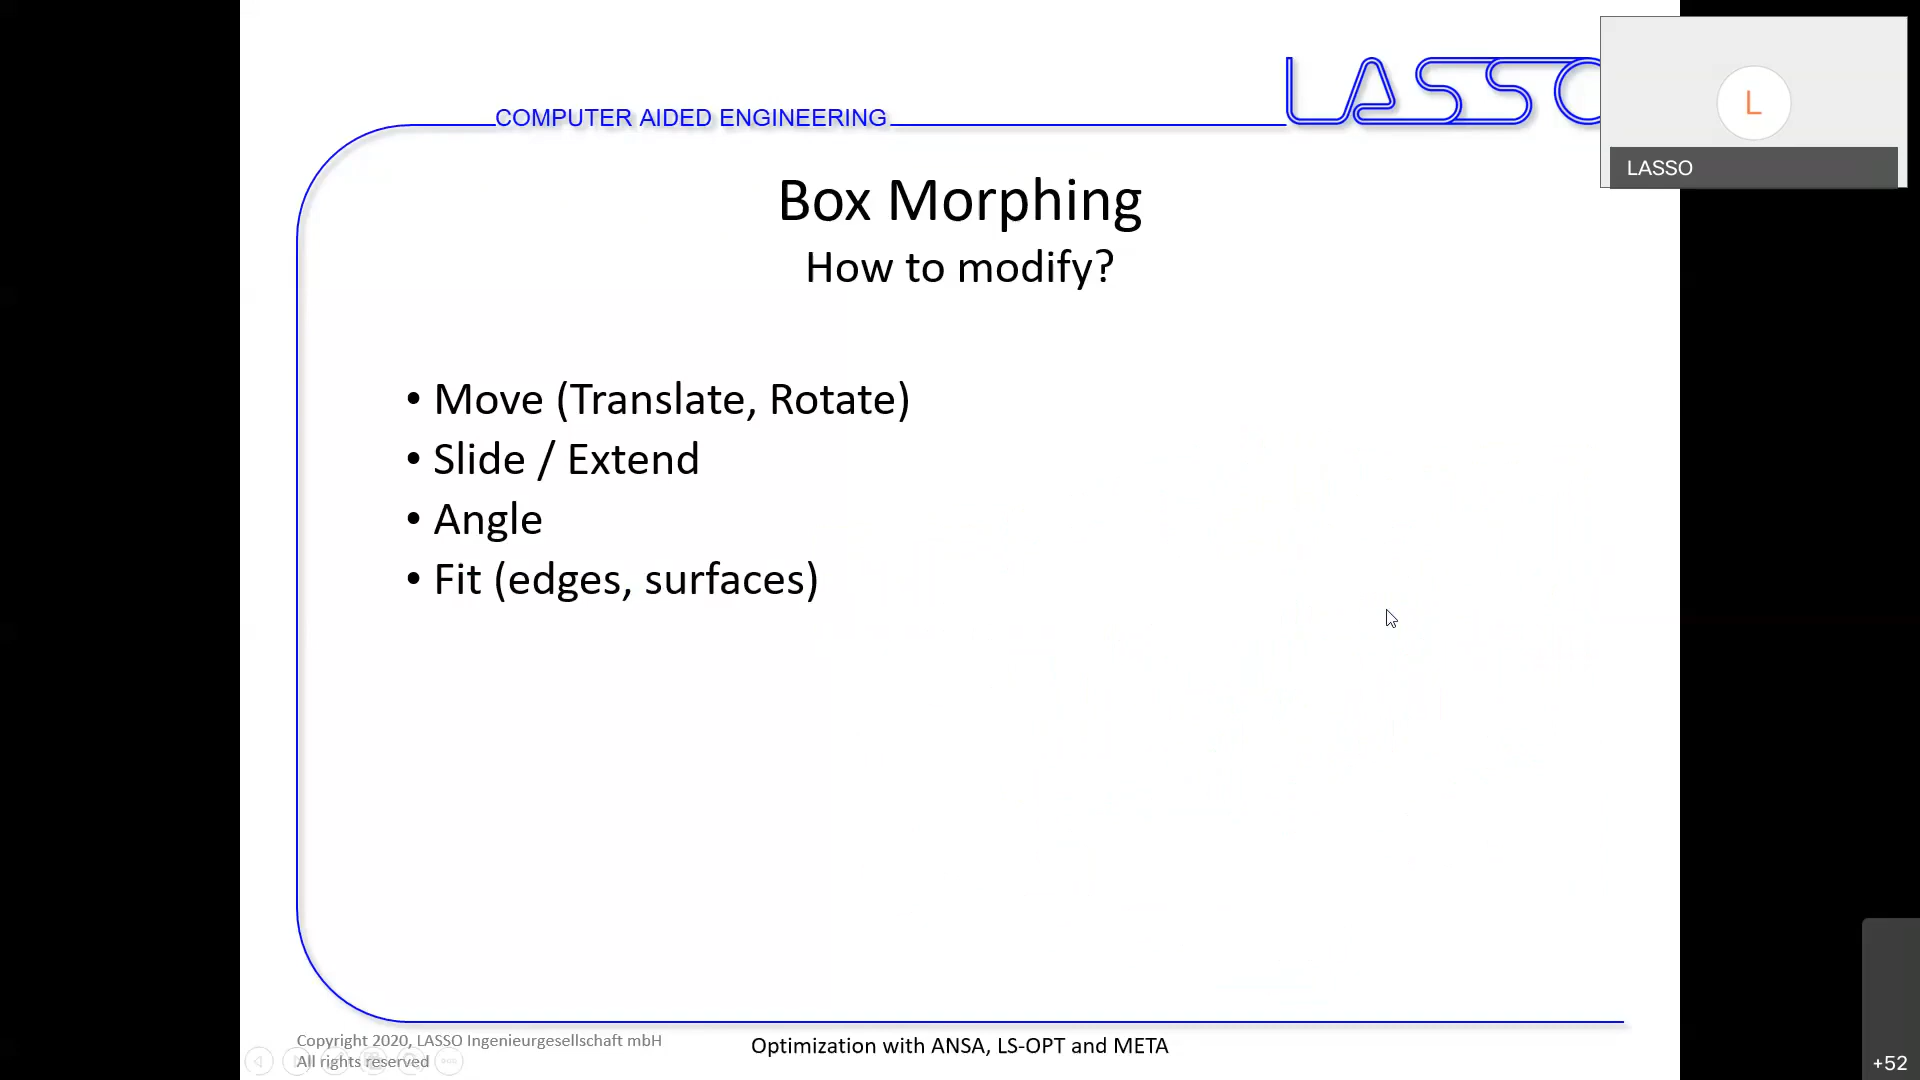 LASSO
COMPUTER AIDED ENGINEERING
L
LASSO
Box Morphing
How to modify?
• Move (Translate, Rotate)
• Slide / Extend
• Angle
• Fit (edges, surfaces)
Copyright 2020, LASSO Ingenieurgesellschaft mbH
All rights reserved
Optimization with ANSA, LS-OPT and META
+52